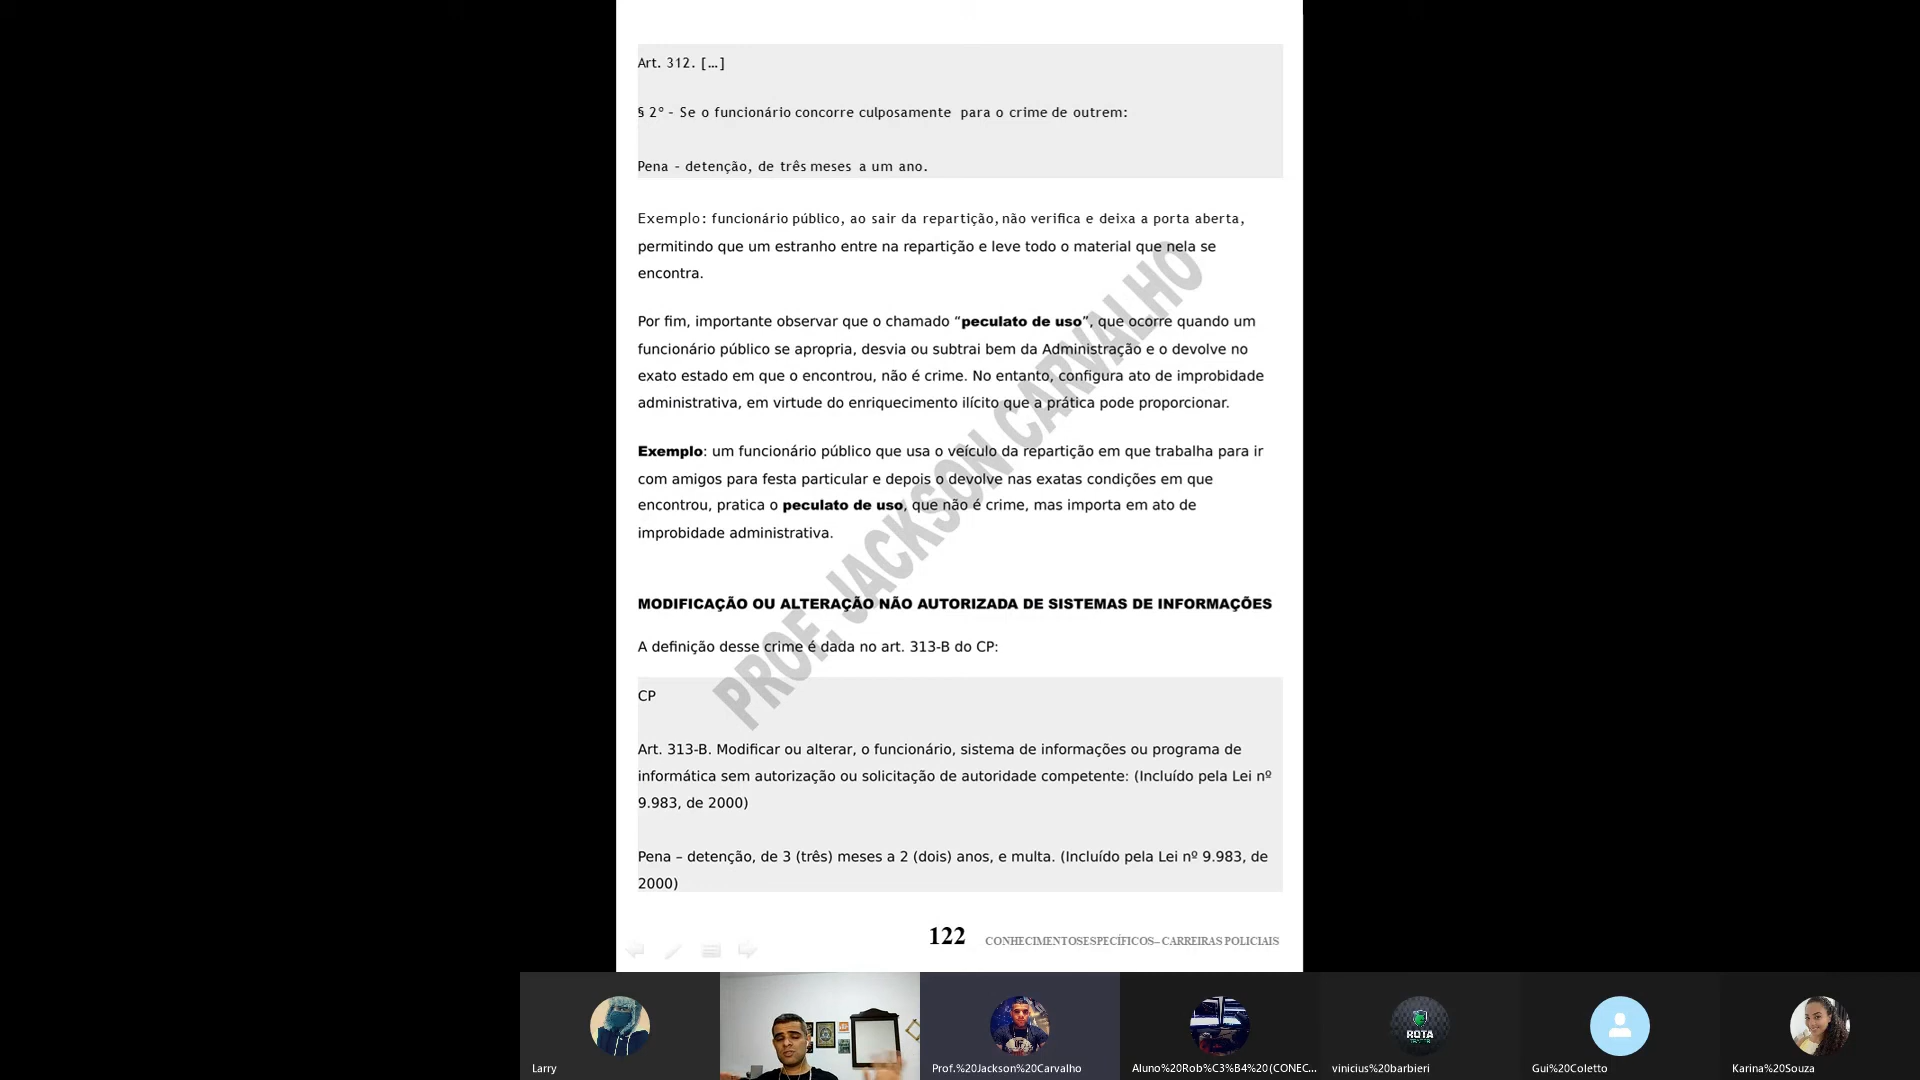 Art. 312. [...]
§ 2º - Se o funcionário concorre culposamente para o crime de outrem:
Pena - detenção, de três meses a um ano.
Exemplo: funcionário público, ao sair da repartição, não verifica e deixa a porta aberta,
permitindo que um estranho entre na repartição e leve todo o material que nela se
encontra.
Por fim, importante observar que o chamado “peculato de uso”, que ocorre quando um
funcionário público se apropria, desvia ou subtrai bem da Administração e o devolve no
exato estado em que o encontrou, não é crime. No entanto, configura ato de improbidade
administrativa, em virtude do enriquecimento ilícito que a prática pode proporcionar.
Exemplo: um funcionário público que usa o veículo da repartição em que trabalha para ir
com amigos para festa particular e depois o devolve nas exatas condições em que
encontrou, pratica o peculato de uso, que não é crime, mas importa em ato de
improbidade administrativa.
PROF. JACKSON CARVALHO
MODIFICAÇÃO OU ALTERAÇÃO NÃO AUTORIZADA DE SISTEMAS DE INFORMAÇÕES
A definição desse crime é dada no art. 313-B do CP:
CP
Art. 313-B. Modificar ou alterar, o funcionário, sistema de informações ou programa de
informática sem autorização ou solicitação de autoridade competente: (Incluído pela Lei nº
9.983, de 2000)
Pena – detenção, de 3 (três) meses a 2 (dois) anos, e multa. (Incluído pela Lei nº 9.983, de
2000)
122 CONHECIMENTOSESPECÍFICOS– CARREIRAS POLICIAIS
ROTA
Larry
Prof.%20Jackson%20Carvalho
Aluno%20Rob%C3%B4%20(CONEC...
vinicius%20barbieri
Gui%20Coletto
Karina%20Souza